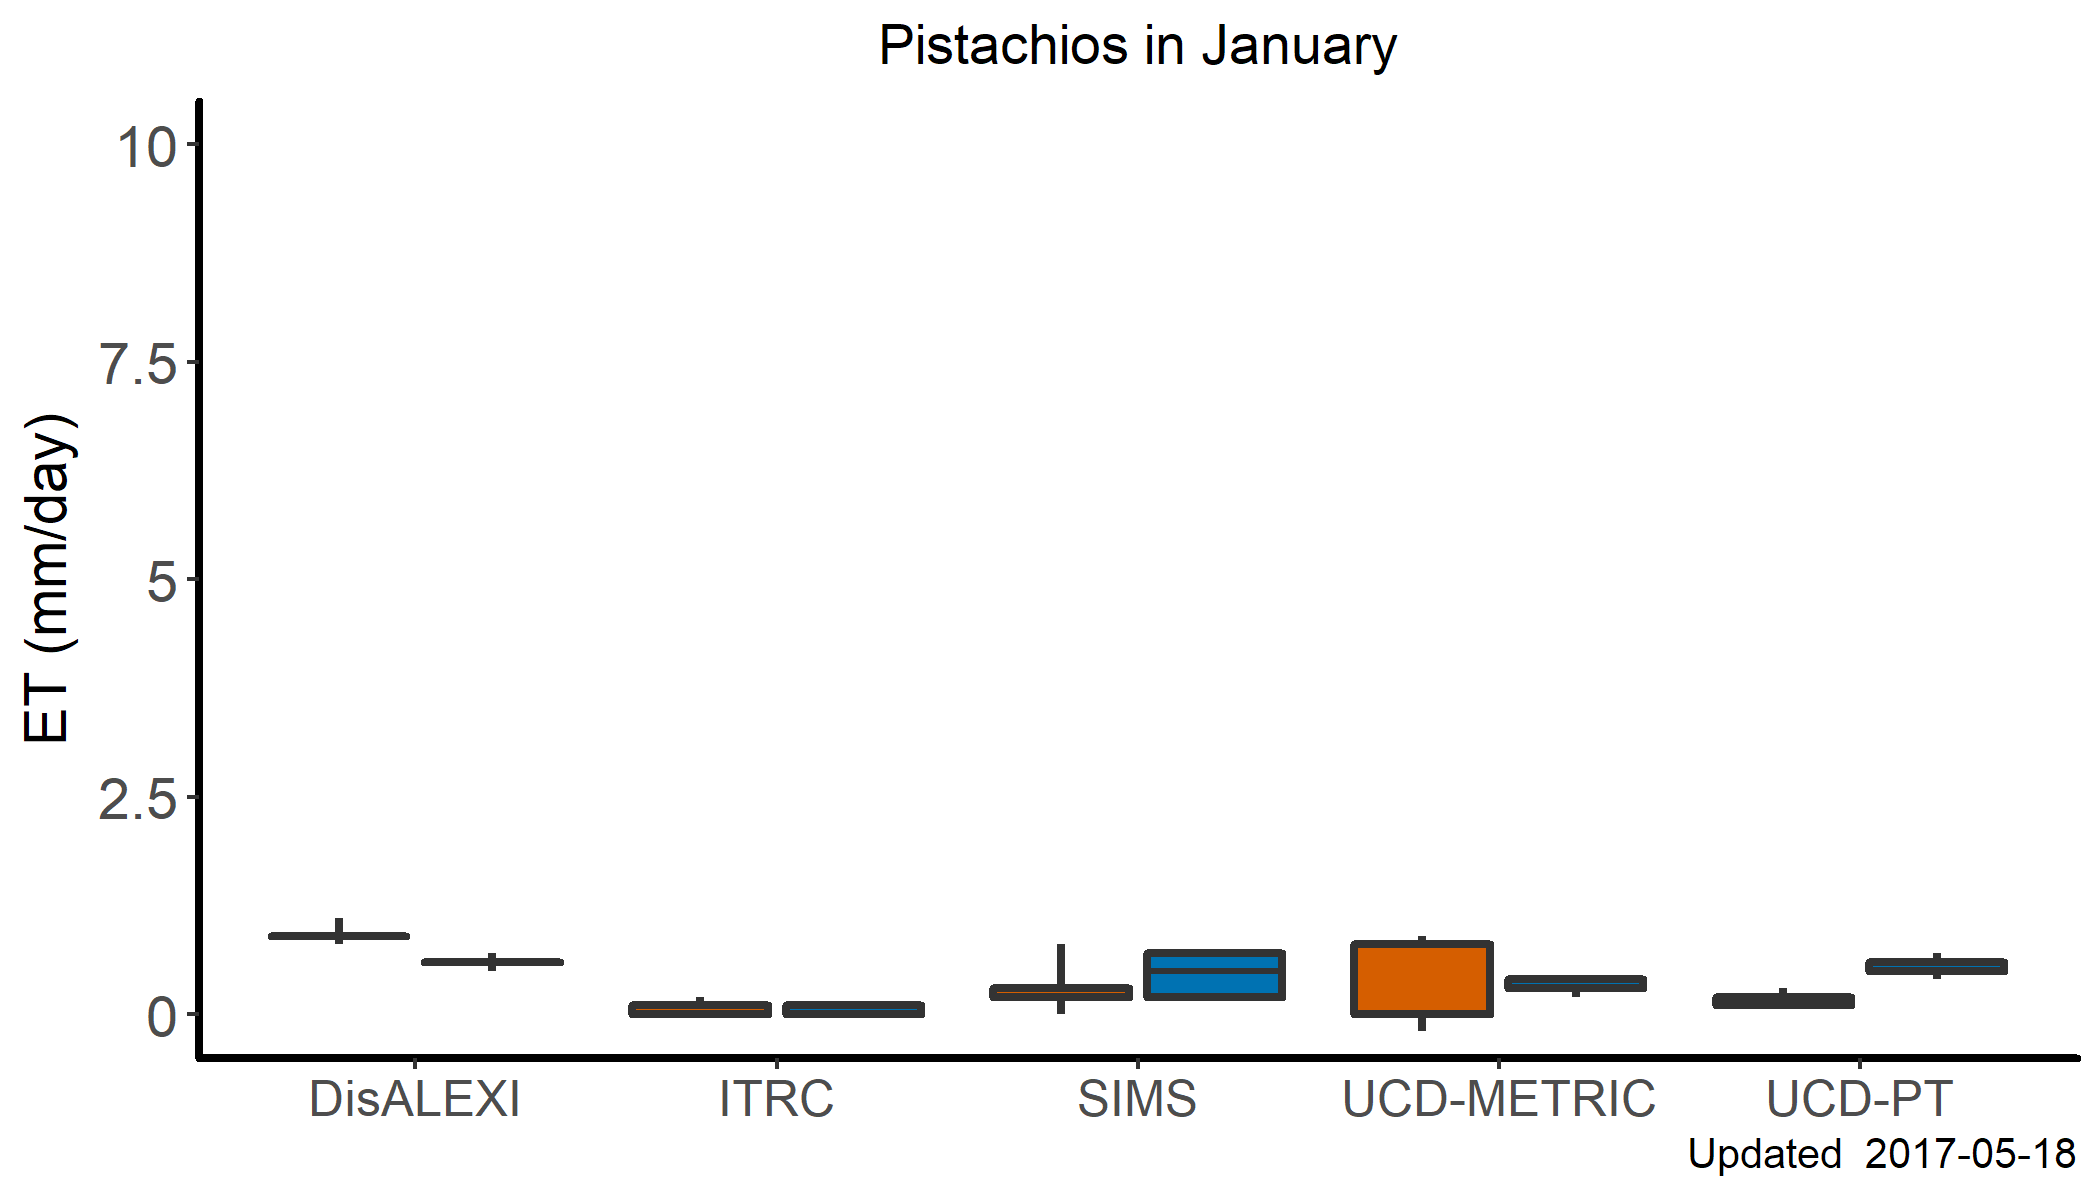 Pistachios in January
10
7.5
5
2.5
0
ET (mm/day)
DisALEXI ITRC SIMS UCD-METRIC UCD-PT
Updated 2017-05-18